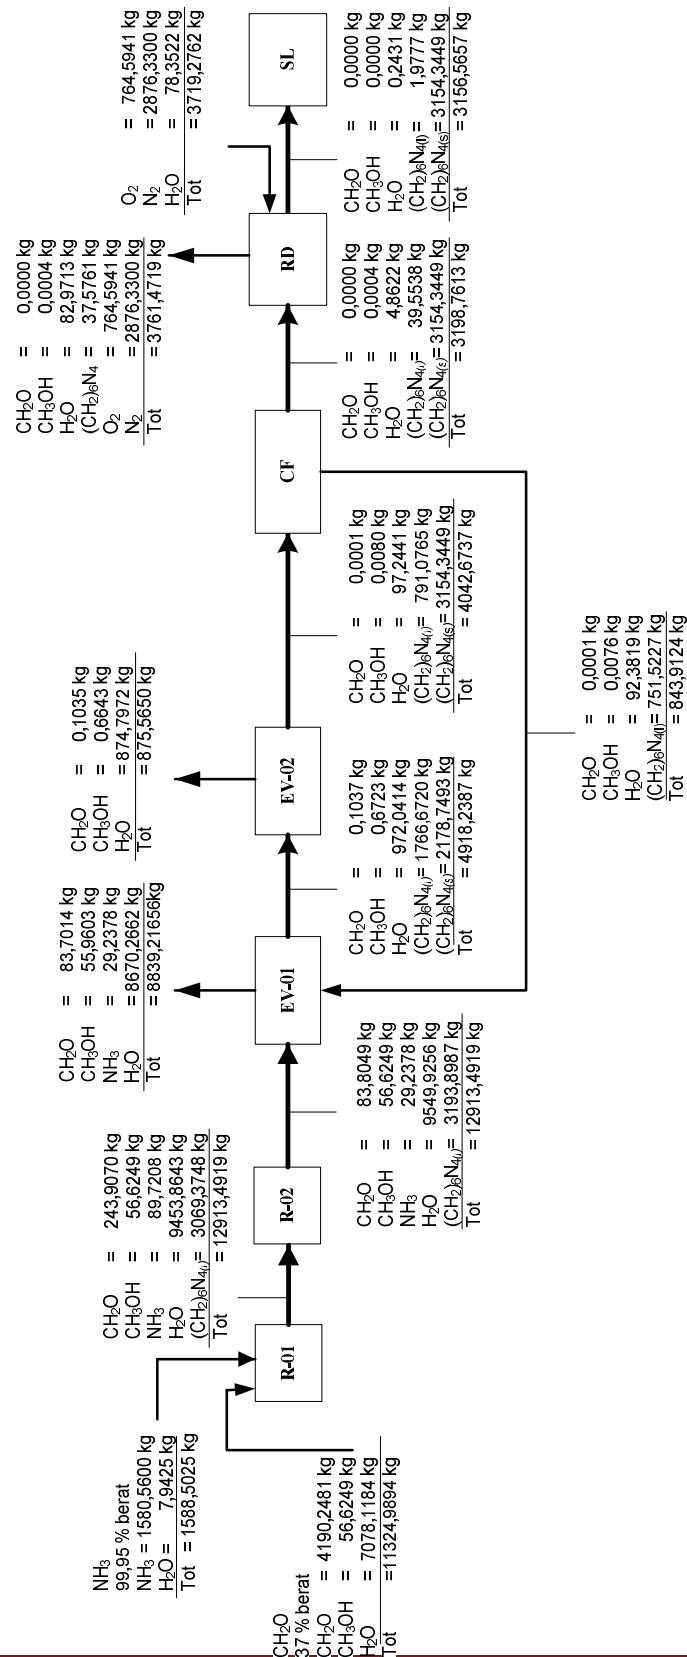 NH3
99,95 % berat
NH3 = 1580,5600 kg
H2O = 7,9425 kg
Tot = 1588,5025 kg
CH2O
37 % berat
CH2O = 4190,2481 kg
CH3OH = 56,6249 kg
H2O = 7078,1184 kg
Tot =11324,9894 kg
R-01
CH2O = 243,9070 kg
CH3OH = 56,6249 kg
NH3 = 89,7208 kg
H2O = 9453,8643 kg
(CH2)6N4(l) = 3069,3748 kg
Tot = 12913,4919 kg
R-02
CH2O = 83,8049 kg
CH3OH = 56,6249 kg
NH3 = 29,2378 kg
H2O = 9549,9256 kg
(CH2)6N4(l) = 3193,8987 kg
Tot = 12913,4919 kg
EV-01
CH2O = 83,7014 kg
CH3OH = 55,9603 kg
NH3 = 29,2378 kg
H2O = 8670,2662 kg
Tot = 8839,21656kg
CH2O = 0,1037 kg
CH3OH = 0,6723 kg
H2O = 972,0414 kg
(CH2)6N4(l) = 1766,6720 kg
(CH2)6N4(s) = 2178,7493 kg
Tot = 4918,2387 kg
EV-02
CH2O = 0,1035 kg
CH3OH = 0,6643 kg
H2O = 874,7972 kg
Tot = 875,5650 kg
CH2O = 0,0001 kg
CH3OH = 0,0080 kg
H2O = 97,2441 kg
(CH2)6N4(l) = 791,0765 kg
(CH2)6N4(s) = 3154,3449 kg
Tot = 4042,6737 kg
CF
CH2O = 0,0001 kg
CH3OH = 0,0076 kg
H2O = 92,3819 kg
(CH2)6N4(l) = 751,5227 kg
Tot = 843,9124 kg
CH2O = 0,0000 kg
CH3OH = 0,0004 kg
H2O = 4,8622 kg
(CH2)6N4(l) = 39,5538 kg
(CH2)6N4(s) = 3154,3449 kg
Tot = 3198,7613 kg
RD
CH2O = 0,0000 kg
CH3OH = 0,0004 kg
H2O = 82,9713 kg
(CH2)6N4 = 37,5761 kg
O2 = 764,5941 kg
N2 = 2876,3300 kg
Tot = 3761,4719 kg
O2 = 764,5941 kg
N2 = 2876,3300 kg
H2O = 78,3522 kg
Tot = 3719,2762 kg
CH2O = 0,0000 kg
CH3OH = 0,0000 kg
H2O = 0,2431 kg
(CH2)6N4(l) = 1,9777 kg
(CH2)6N4(s) = 3154,3449 kg
Tot = 3156,5657 kg
SL